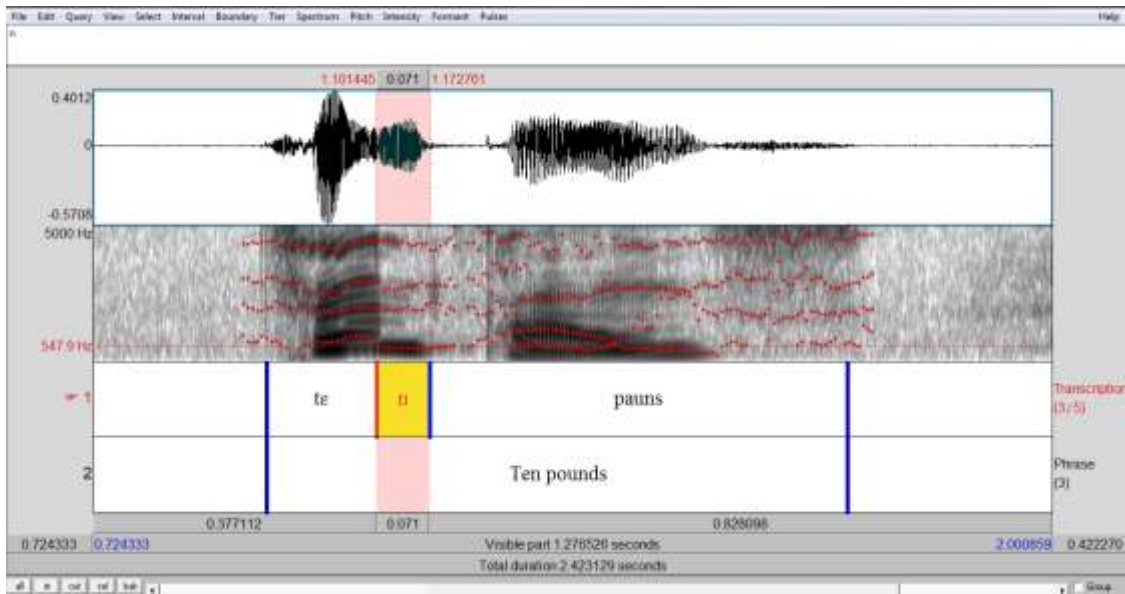 File Edit Query View Select Interval Boundary Tier Spectrum Pitch Intensity Formant Pulses Help
n
1.101445 0.071 1.172761
0.4012
0
-0.5708
5000 Hz
547.9 Hz
1 tɛ n pauns Transcription
(3/5)
2 Ten pounds Phrase
(3)
0.377112 0.071 0.828098
0.724333 0.724333 Visible part 1.276526 seconds 2.000859 0.422270
Total duration 2.423129 seconds
all in out sel bak Group